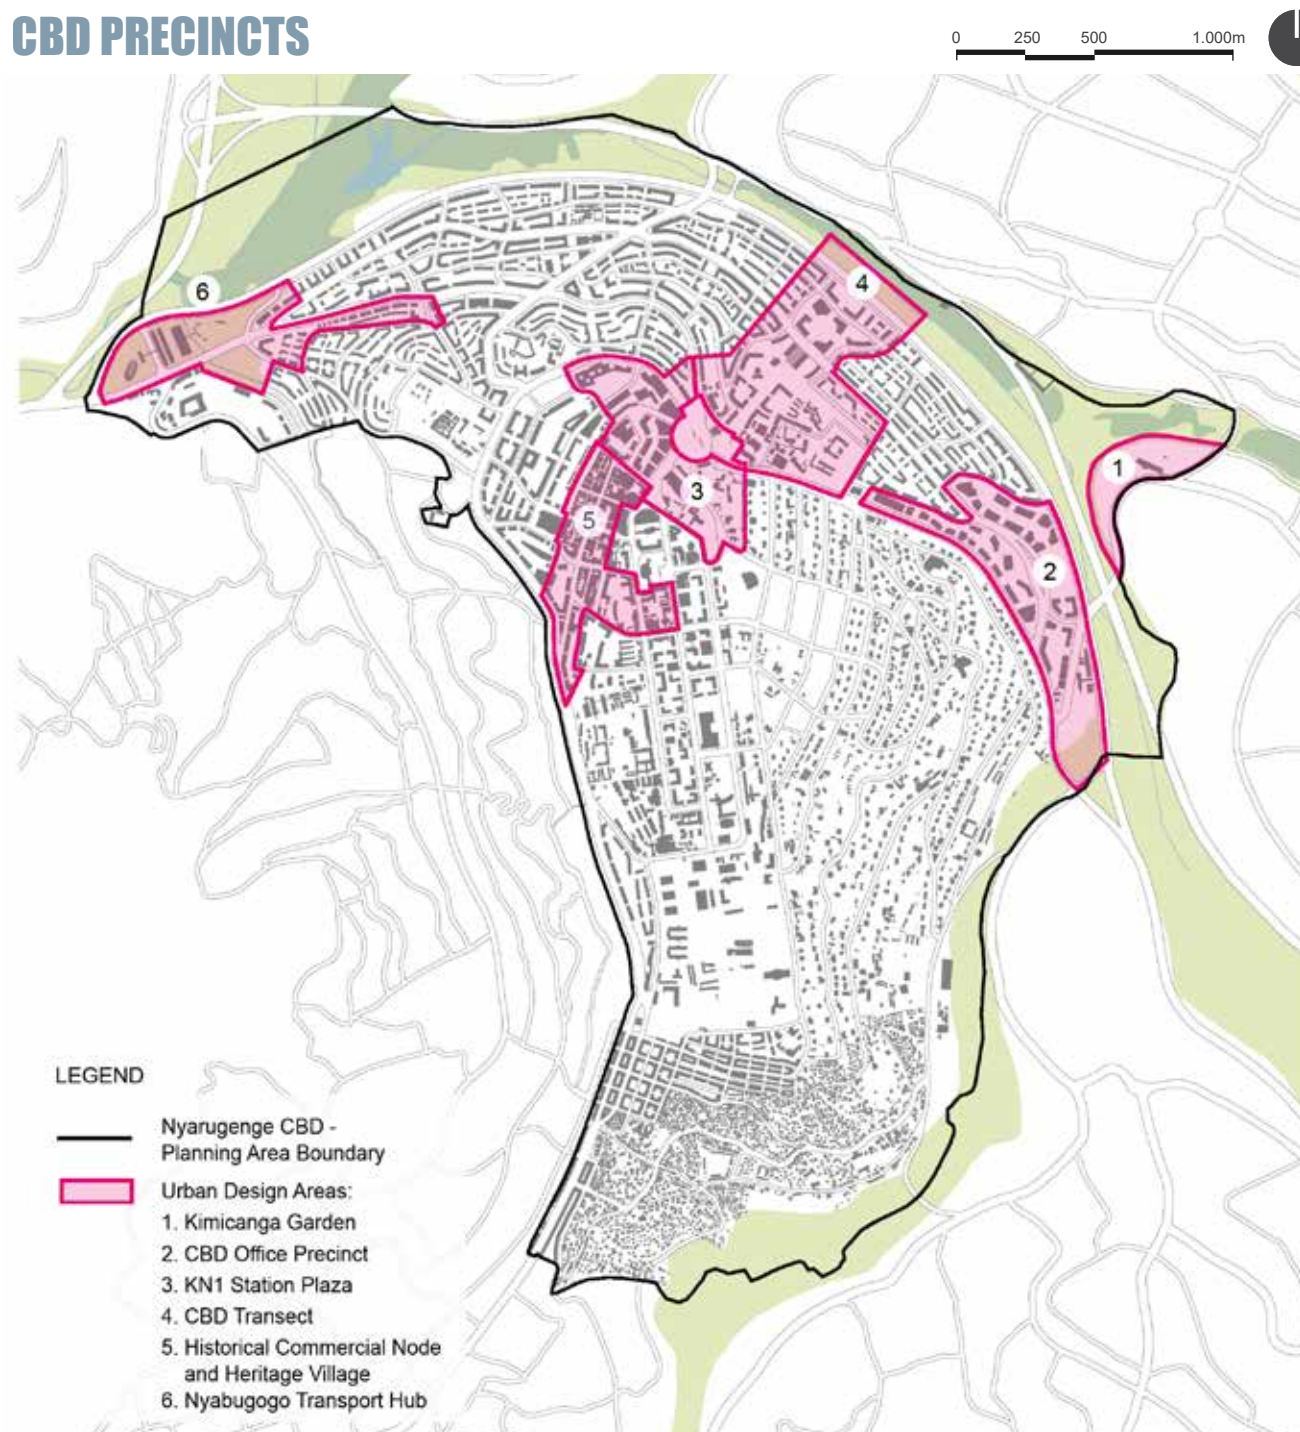 CBD PRECINCTS
0 250 500 1.000m
6
4
1
3
5
2
LEGEND
Nyarugenge CBD -
Planning Area Boundary
Urban Design Areas:
1. Kimicanga Garden
2. CBD Office Precinct
3. KN1 Station Plaza
4. CBD Transect
5. Historical Commercial Node
and Heritage Village
6. Nyabugogo Transport Hub